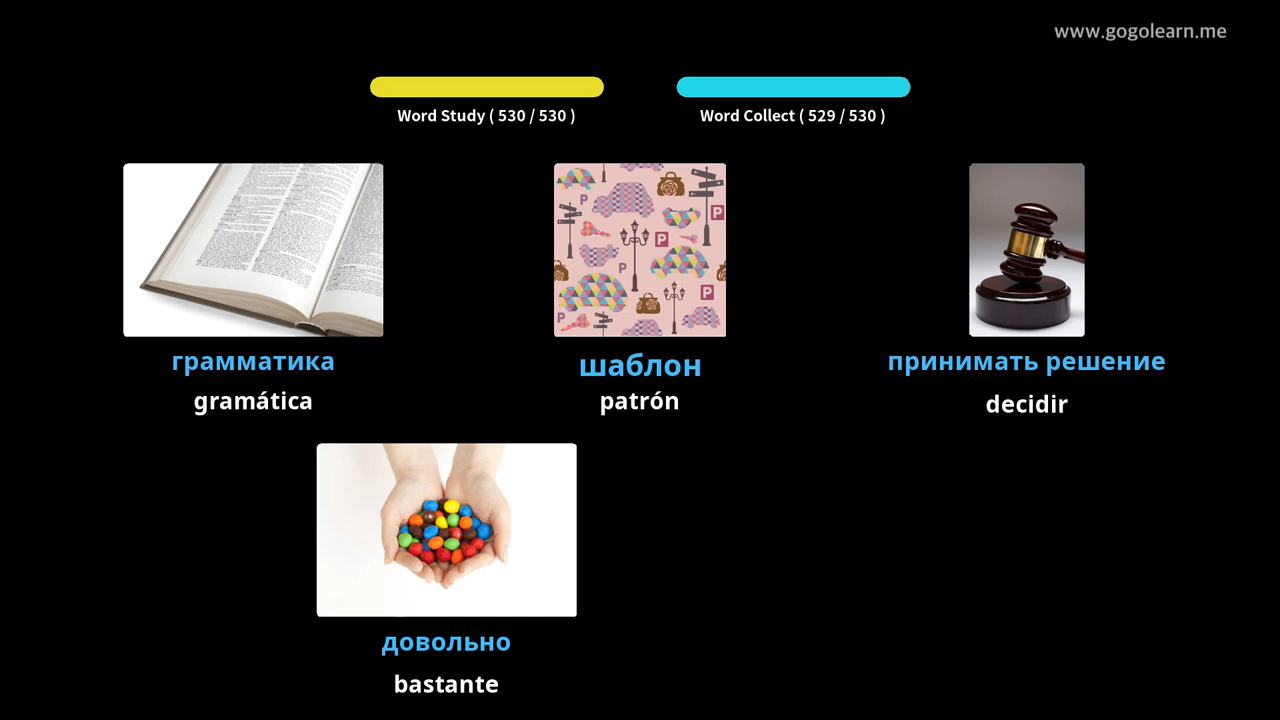 www.gogolearn.me
Word Study ( 530 / 530 )
Word Collect ( 529 / 530 )
P
P
P
P
P
P
грамматика
шаблон
принимать решение
gramática
patrón
decidir
довольно
bastante